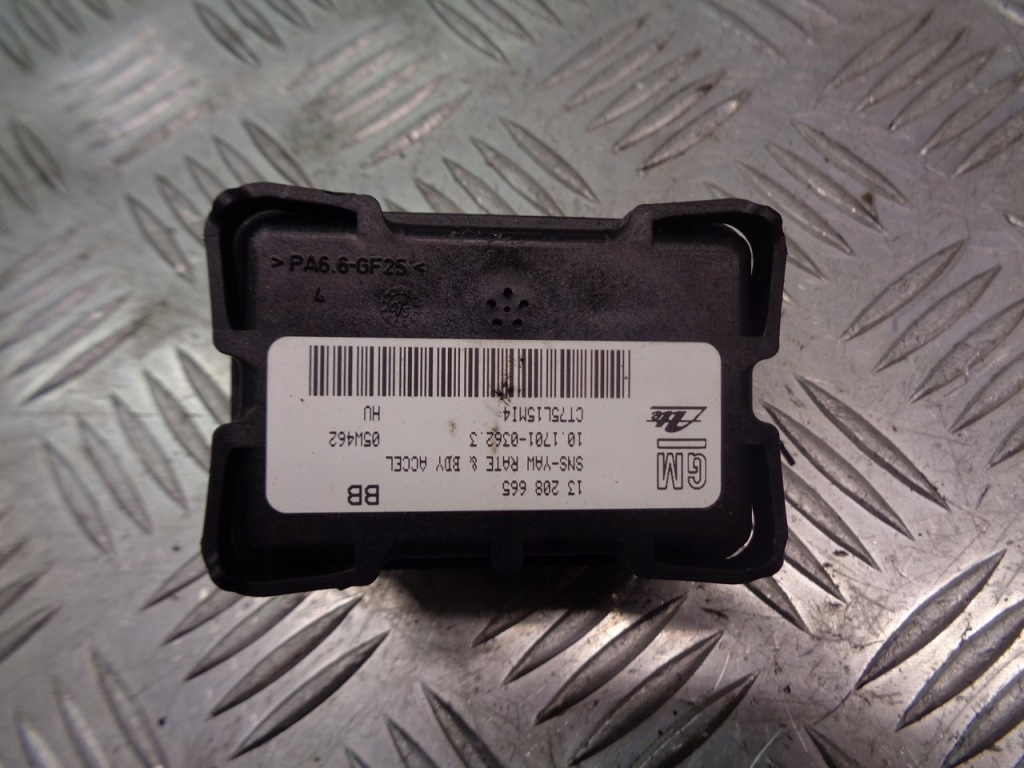 >PA6.6-GF25<
4
GM
13 208 665
BB
SNS-YAW RATE & BDY ACCEL
10.1701-0362.3
05W462
Ate
CT75L15M14
HU